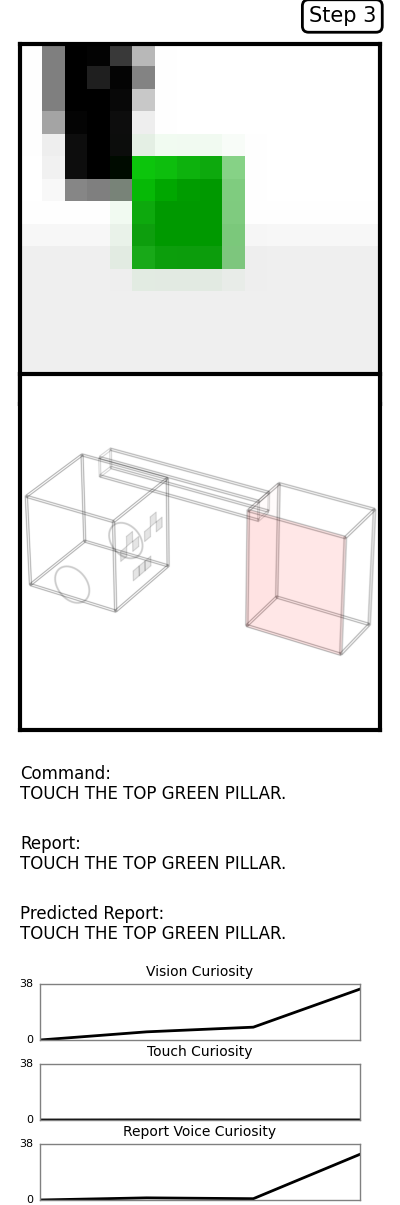 Step 3
Command:
TOUCH THE TOP GREEN PILLAR.
Report:
TOUCH THE TOP GREEN PILLAR.
Predicted Report:
TOUCH THE TOP GREEN PILLAR.
Vision Curiosity
38
0
Touch Curiosity
38
0
Report Voice Curiosity
38
0